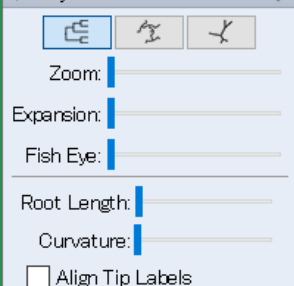 Zoom:
Expansion:
Fish Eye:
Root Length:
Curvature:
Align Tip Labels